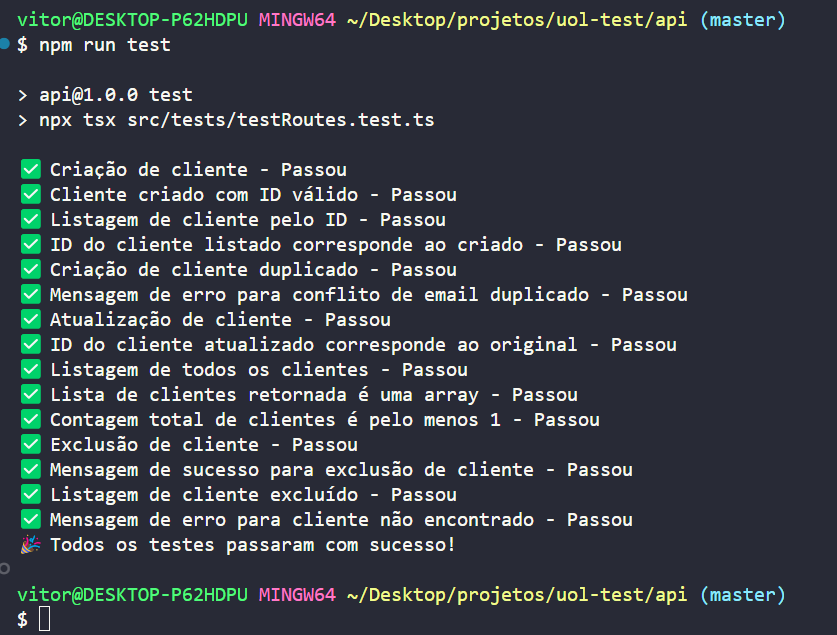 vitor@DESKTOP-P62HDPU MINGW64 ~/Desktop/projetos/uol-test/api (master)
$ npm run test
> api@1.0.0 test
> npx tsx src/tests/testRoutes.test.ts
✅ Criação de cliente - Passou
✅ Cliente criado com ID válido - Passou
✅ Listagem de cliente pelo ID - Passou
✅ ID do cliente listado corresponde ao criado - Passou
✅ Criação de cliente duplicado - Passou
✅ Mensagem de erro para conflito de email duplicado - Passou
✅ Atualização de cliente - Passou
✅ ID do cliente atualizado corresponde ao original - Passou
✅ Listagem de todos os clientes - Passou
✅ Lista de clientes retornada é uma array - Passou
✅ Contagem total de clientes é pelo menos 1 - Passou
✅ Exclusão de cliente - Passou
✅ Mensagem de sucesso para exclusão de cliente - Passou
✅ Listagem de cliente excluído - Passou
✅ Mensagem de erro para cliente não encontrado - Passou
🎉 Todos os testes passaram com sucesso!
vitor@DESKTOP-P62HDPU MINGW64 ~/Desktop/projetos/uol-test/api (master)
$